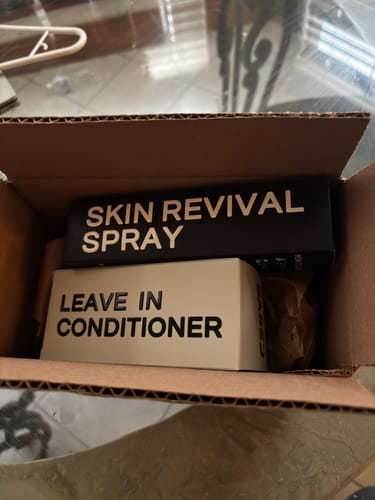 SKIN REVIVAL
SPRAY
LEAVE IN
CONDITIONER